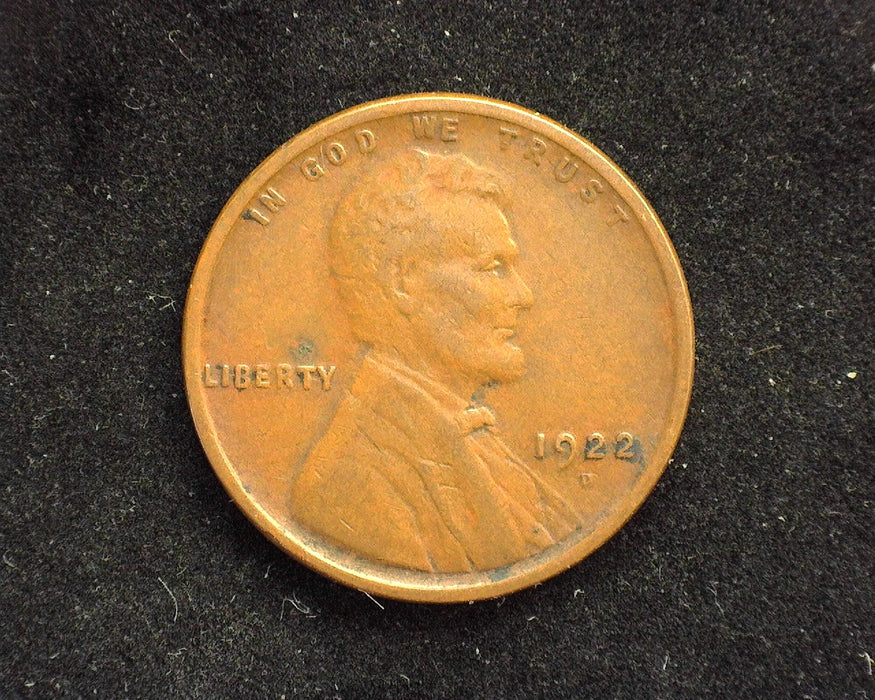 IN GOD WE TRUST
LIBERTY
1922
D